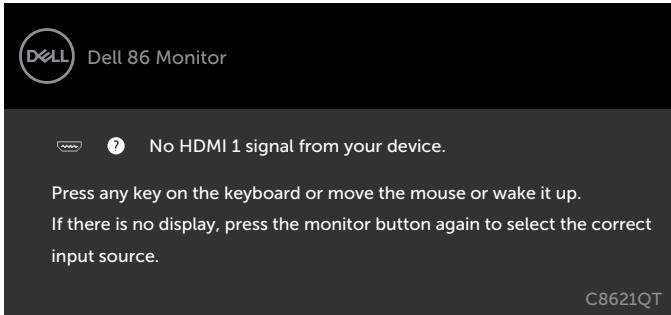 DELL
Dell 86 Monitor
? No HDMI 1 signal from your device.
Press any key on the keyboard or move the mouse or wake it up.
If there is no display, press the monitor button again to select the correct
input source.
C8621QT